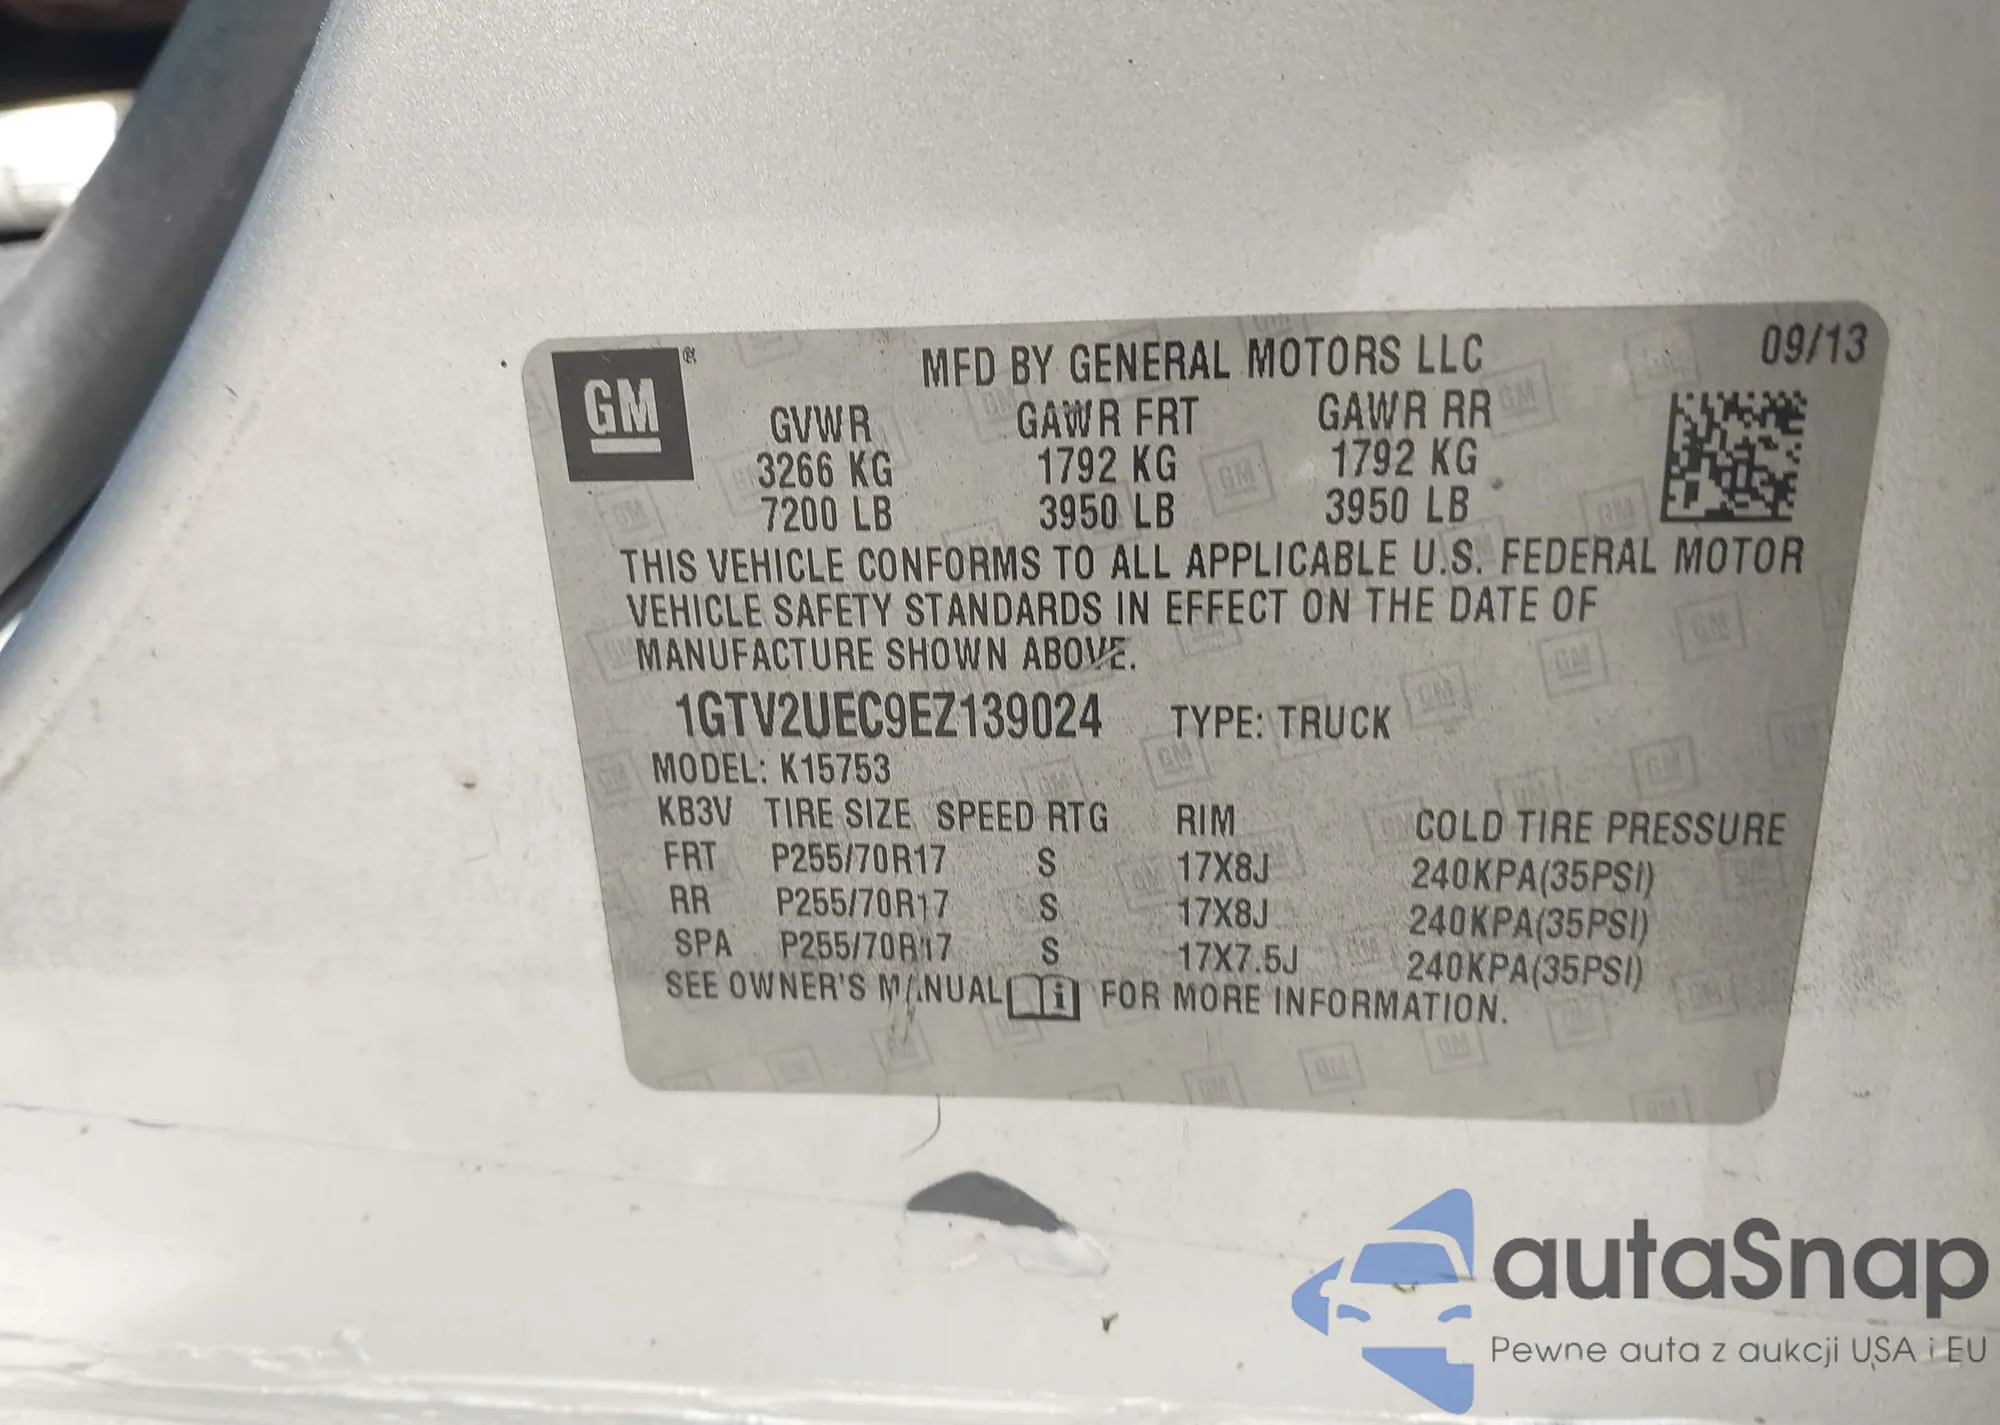 GM®
MFD BY GENERAL MOTORS LLC 09/13
GVWR GAWR FRT GAWR RR
3266 KG 1792 KG 1792 KG
7200 LB 3950 LB 3950 LB
THIS VEHICLE CONFORMS TO ALL APPLICABLE U.S. FEDERAL MOTOR
VEHICLE SAFETY STANDARDS IN EFFECT ON THE DATE OF
MANUFACTURE SHOWN ABOVE.
1GTV2UEC9EZ139024 TYPE: TRUCK
MODEL: K15753
KB3V TIRE SIZE SPEED RTG RIM COLD TIRE PRESSURE
FRT P255/70R17 S 17X8J 240KPA(35PSI)
RR P255/70R17 S 17X8J 240KPA(35PSI)
SPA P255/70R17 S 17X7.5J 240KPA(35PSI)
SEE OWNER'S MANUAL i FOR MORE INFORMATION.
autaSnap
Pewne auta z aukcji USA i EU